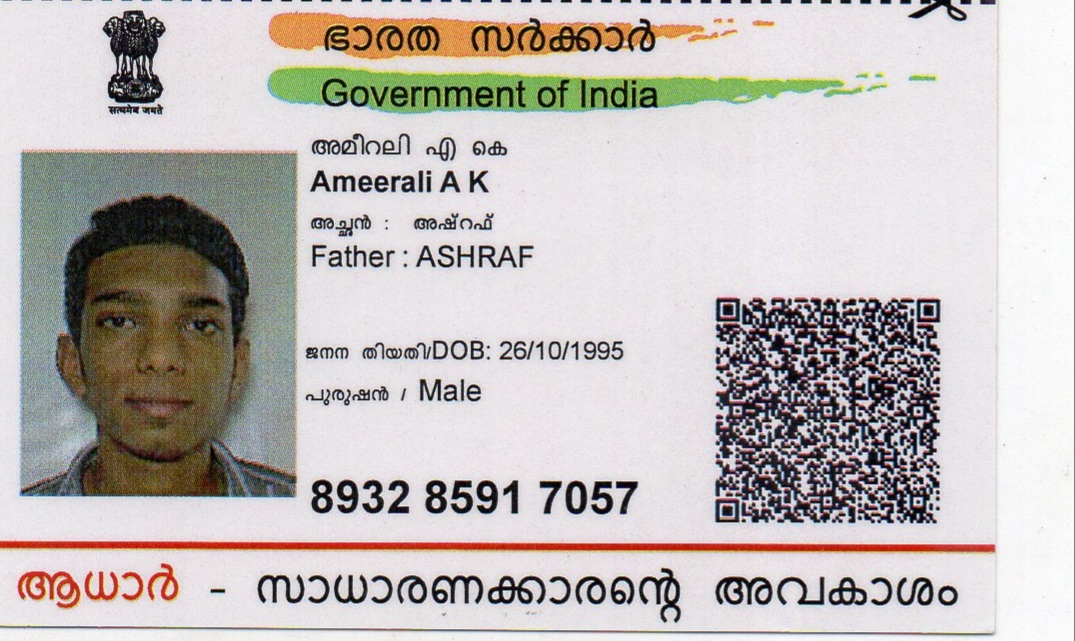 ഭാരത സർക്കാർ
Government of India
सत्यमेव जयते
അമീറലി എ കെ
Ameerali A K
അച്ഛൻ : അഷ്റഫ്
Father : ASHRAF
ജനന തിയതി/DOB: 26/10/1995
പുരുഷൻ / Male
8932 8591 7057
ആധാർ - സാധാരണക്കാരന്റെ അവകാശം